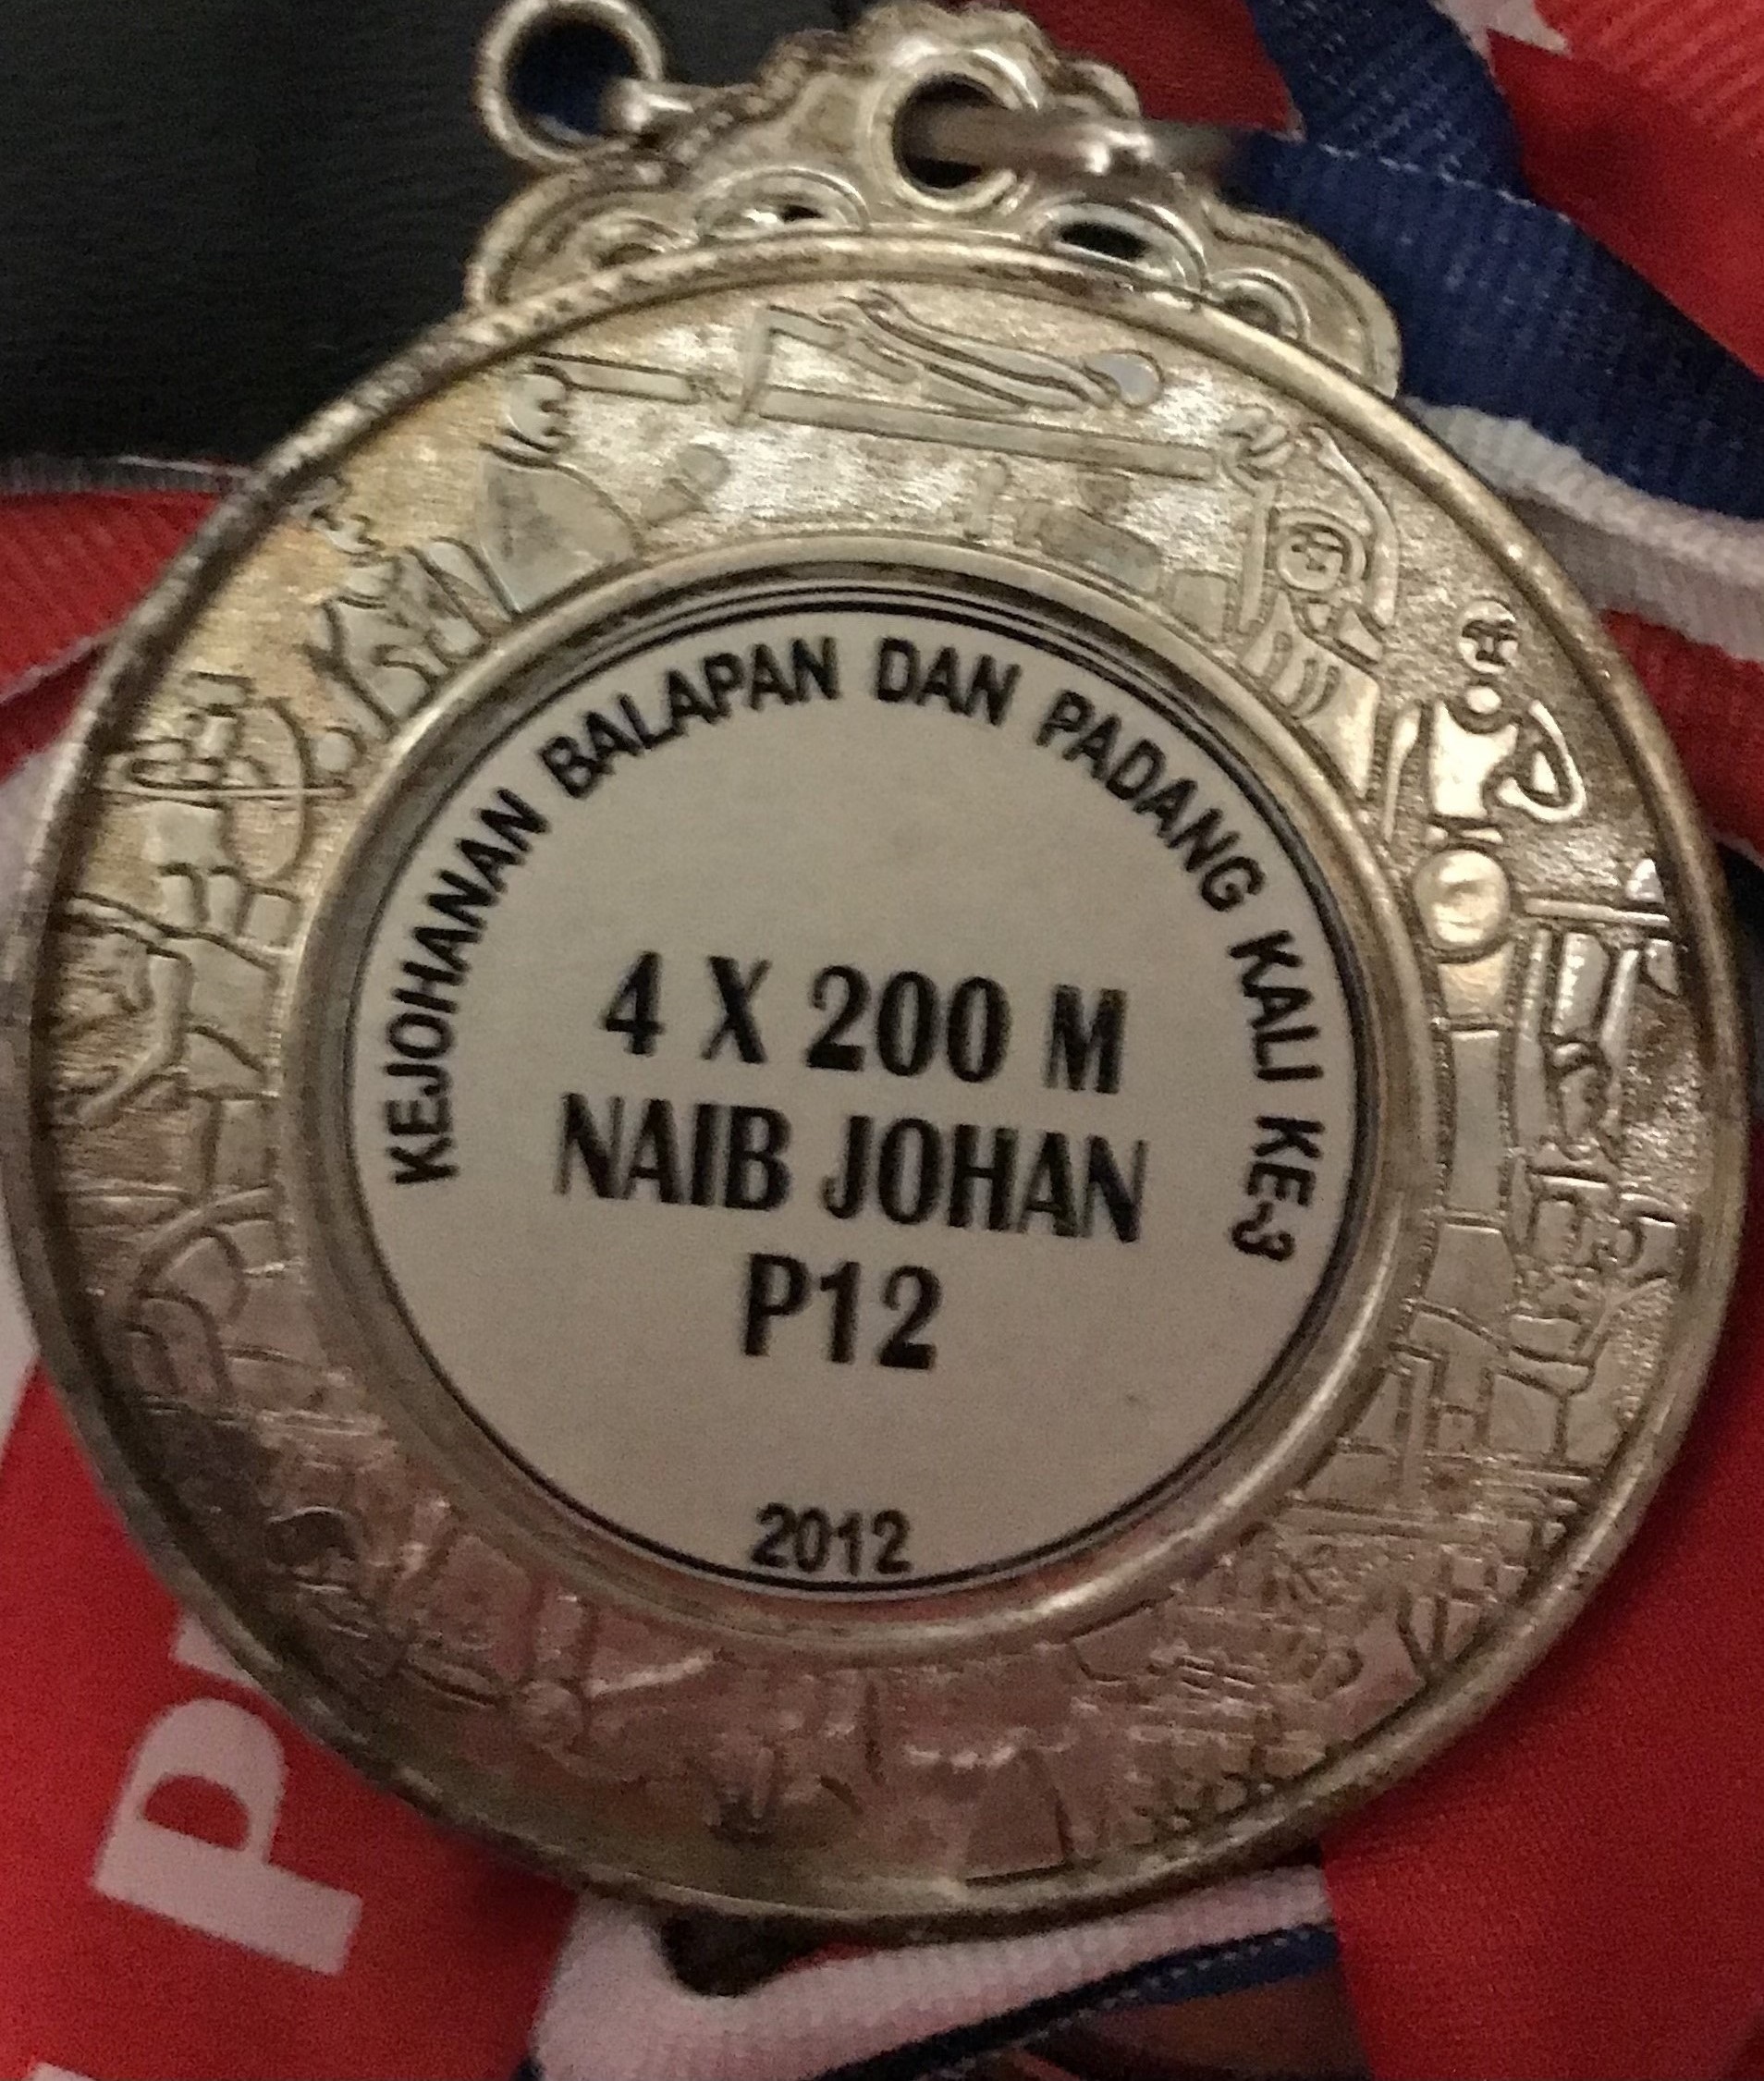 KEJOHANAN BALAPAN DAN PADANG KALI KE-3
4 X 200 M
NAIB JOHAN
P12
2012
P